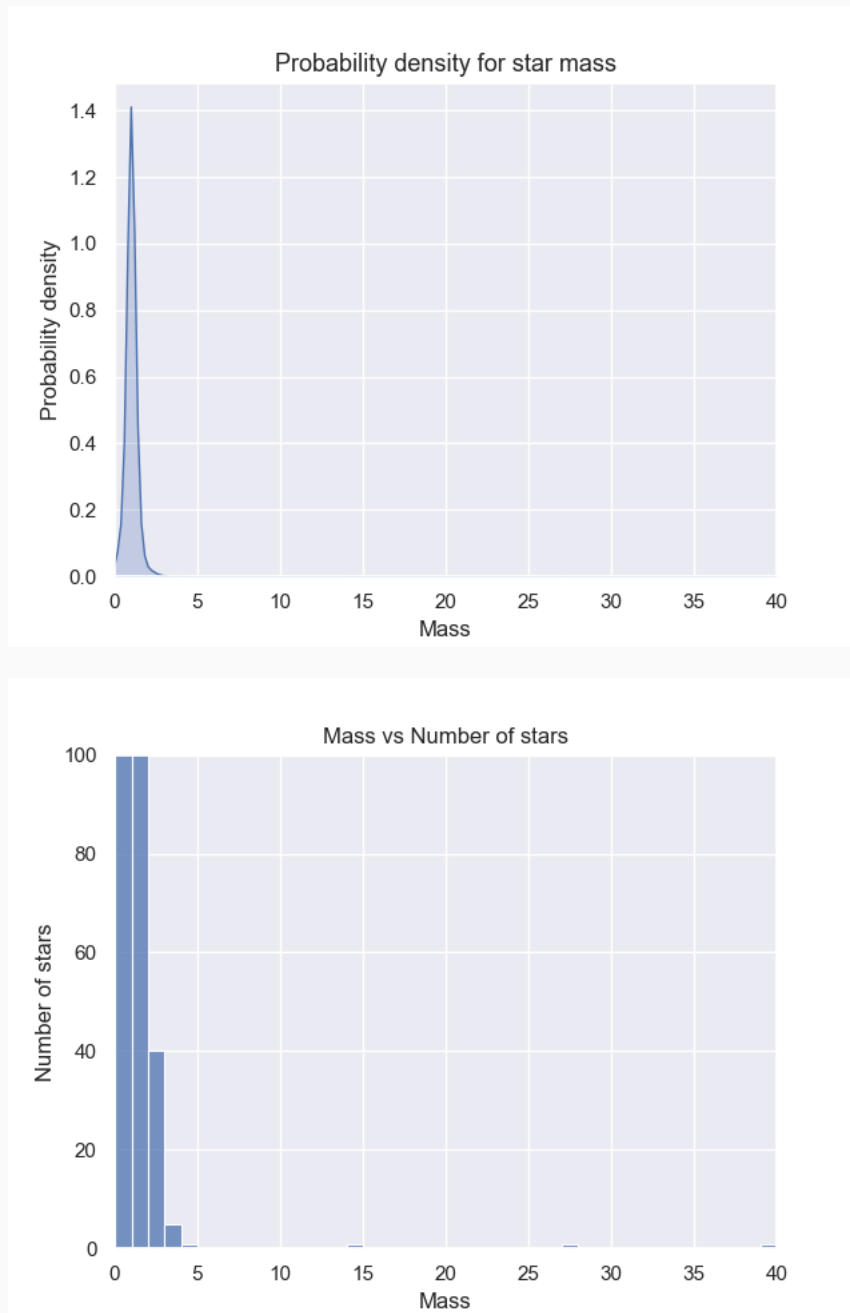 Probability density for star mass
Probability density
1.4
1.2
1.0
0.8
0.6
0.4
0.2
0.0
0 5 10 15 20 25 30 35 40
Mass
Mass vs Number of stars
Number of stars
100
80
60
40
20
0
0 5 10 15 20 25 30 35 40
Mass